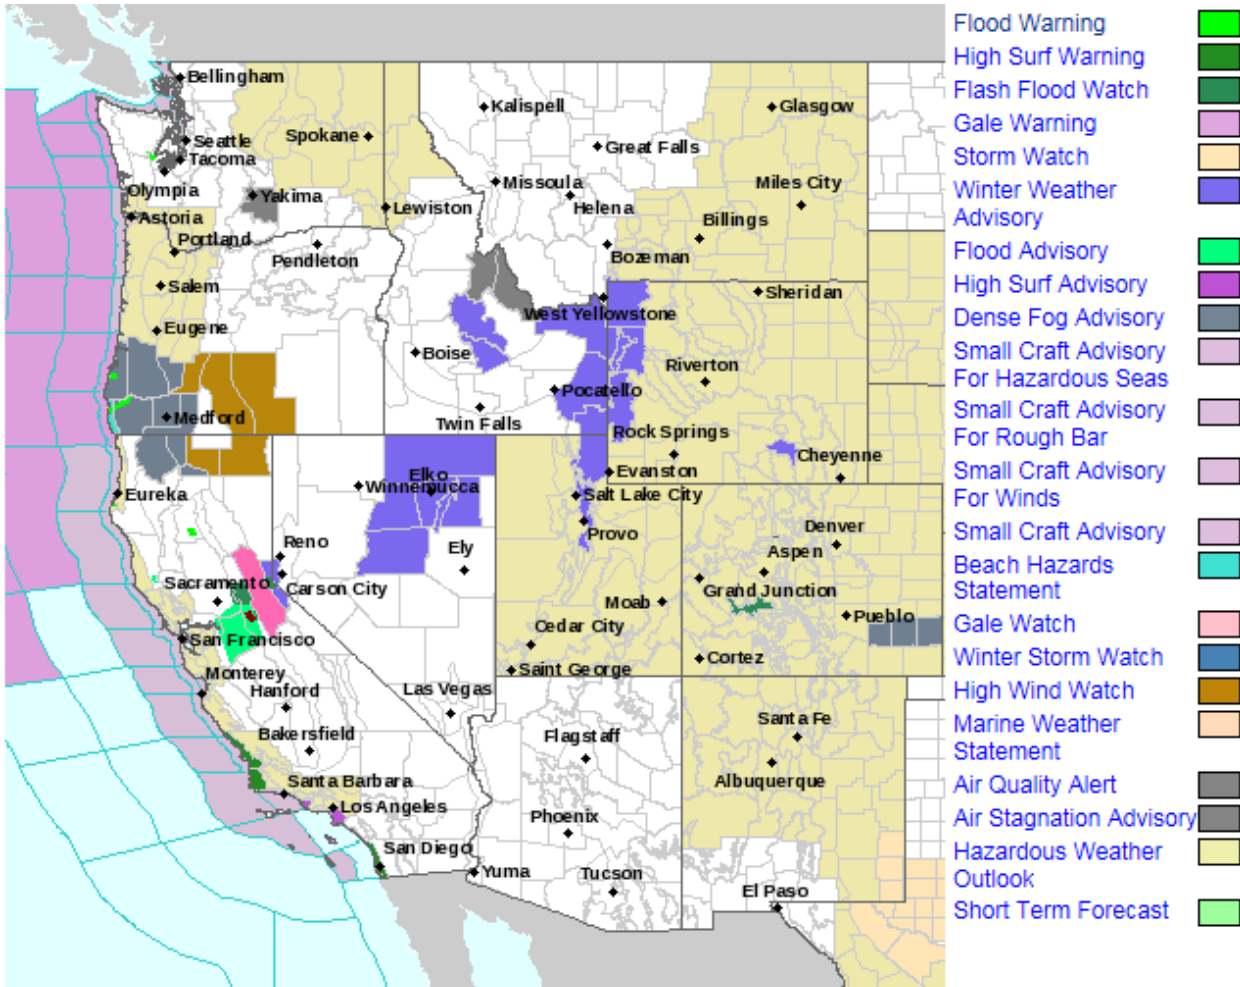 Bellingham
Seattle
Tacoma
Olympia
Yakima
Spokane
Lewiston
Astoria
Portland
Pendleton
Salem
Eugene
Medford
Kalispell
Great Falls
Missoula
Helena
Bozeman
Billings
Miles City
Glasgow
West Yellowstone
Boise
Pocatello
Twin Falls
Sheridan
Riverton
Rock Springs
Evanston
Cheyenne
Eureka
Winnemucca
Elko
Salt Lake City
Provo
Reno
Carson City
Ely
Sacramento
San Francisco
Monterey
Hanford
Bakersfield
Las Vegas
Cedar City
Saint George
Moab
Denver
Aspen
Grand Junction
Pueblo
Cortez
Santa Barbara
Los Angeles
San Diego
Yuma
Flagstaff
Phoenix
Tucson
Santa Fe
Albuquerque
El Paso
Flood Warning
High Surf Warning
Flash Flood Watch
Gale Warning
Storm Watch
Winter Weather
Advisory
Flood Advisory
High Surf Advisory
Dense Fog Advisory
Small Craft Advisory
For Hazardous Seas
Small Craft Advisory
For Rough Bar
Small Craft Advisory
For Winds
Small Craft Advisory
Beach Hazards
Statement
Gale Watch
Winter Storm Watch
High Wind Watch
Marine Weather
Statement
Air Quality Alert
Air Stagnation Advisory
Hazardous Weather
Outlook
Short Term Forecast